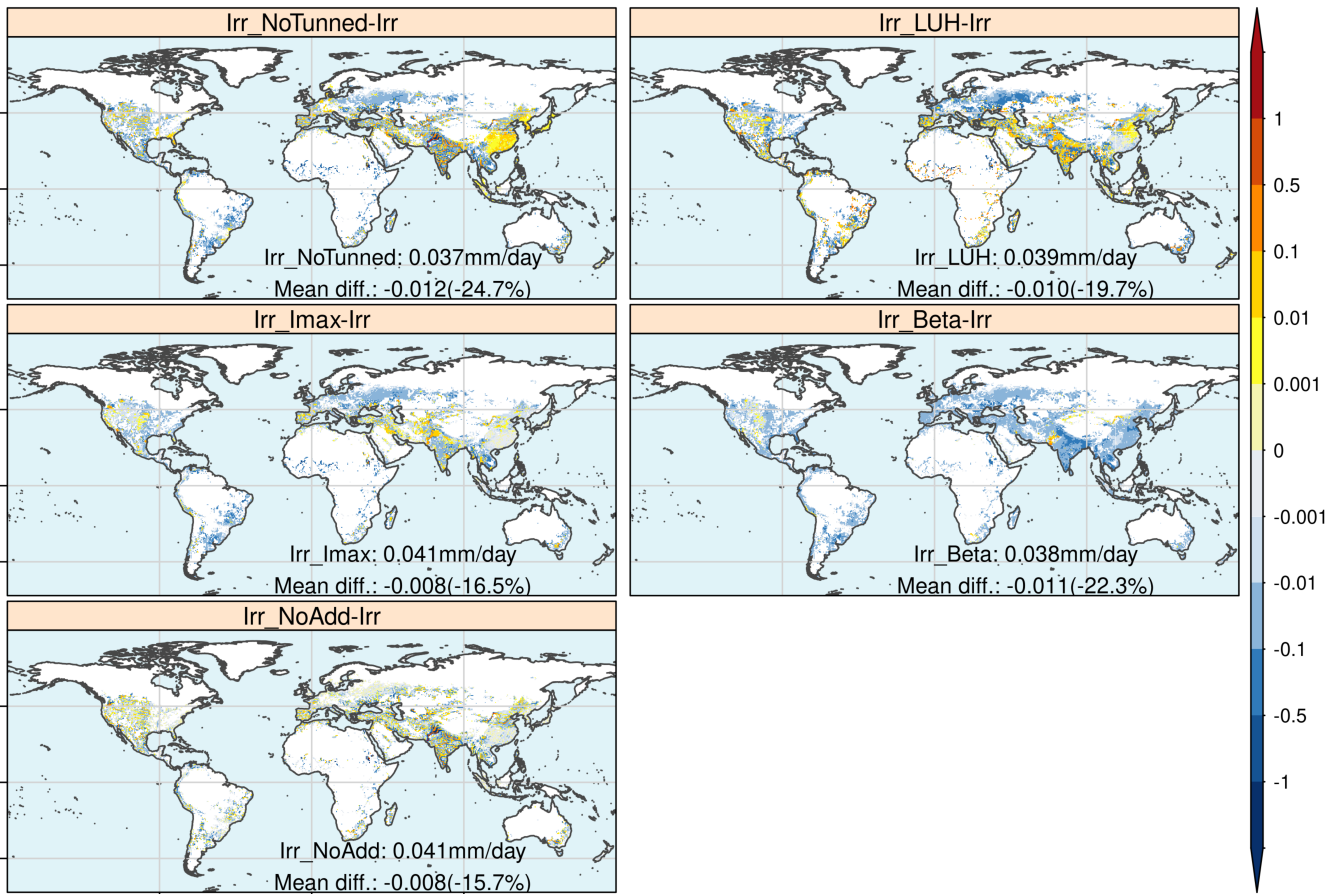 Irr_NoTunned-Irr
Irr_NoTunned: 0.037mm/day
Mean diff.: -0.012(-24.7%)
Irr_LUH-Irr
Irr_LUH: 0.039mm/day
Mean diff.: -0.010(-19.7%)
Irr_Imax-Irr
Irr_Imax: 0.041mm/day
Mean diff.: -0.008(-16.5%)
Irr_Beta-Irr
Irr_Beta: 0.038mm/day
Mean diff.: -0.011(-22.3%)
Irr_NoAdd-Irr
Irr_NoAdd: 0.041mm/day
Mean diff.: -0.008(-15.7%)
1
0.5
0.1
0.01
0.001
0
-0.001
-0.01
-0.1
-0.5
-1